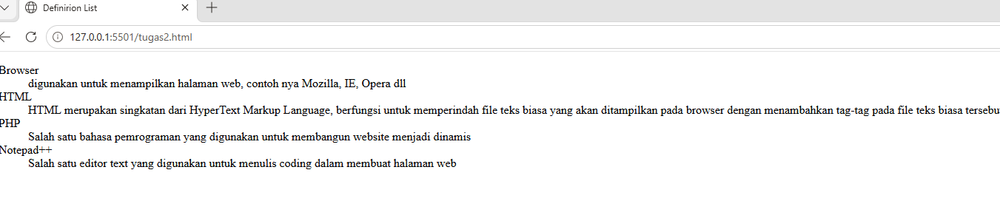 Definirion List
127.0.0.1:5501/tugas2.html
Browser
digunakan untuk menampilkan halaman web, contoh nya Mozilla, IE, Opera dll
HTML
HTML merupakan singkatan dari HyperText Markup Language, berfungsi untuk memperindah file teks biasa yang akan ditampilkan pada browser dengan menambahkan tag-tag pada file teks biasa
PHP
Salah satu bahasa pemrograman yang digunakan untuk membangun website menjadi dinamis
Notepad++
Salah satu editor text yang digunakan untuk menulis coding dalam membuat halaman web